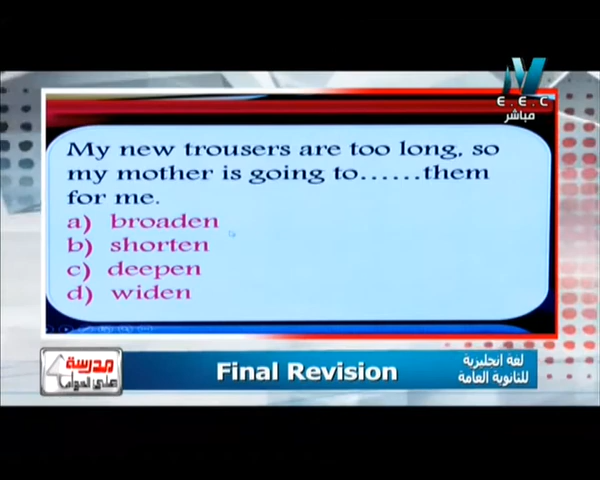 E.E.C
مباشر
My new trousers are too long, so
my mother is going to......them
for me.
a) broaden
b) shorten
c) deepen
d) widen
مدرسة
على الهواء
Final Revision
لغة انجليزية
للثانوية العامة